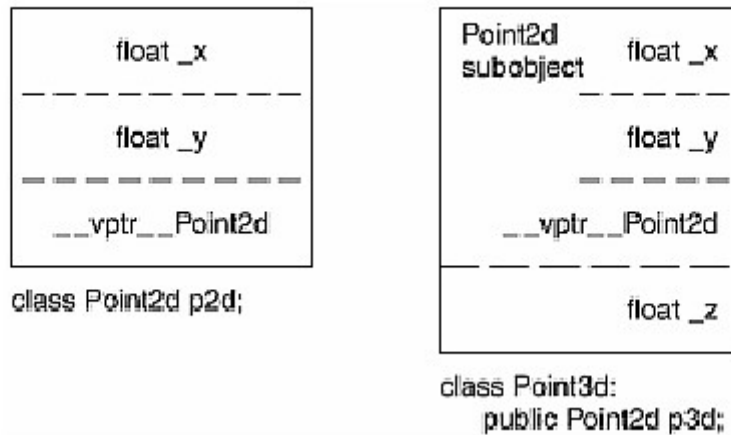 float _x
float _y
__vptr__Point2d
class Point2d p2d;
Point2d
subobject
float _x
float _y
__vptr__Point2d
float _z
class Point3d:
public Point2d p3d;